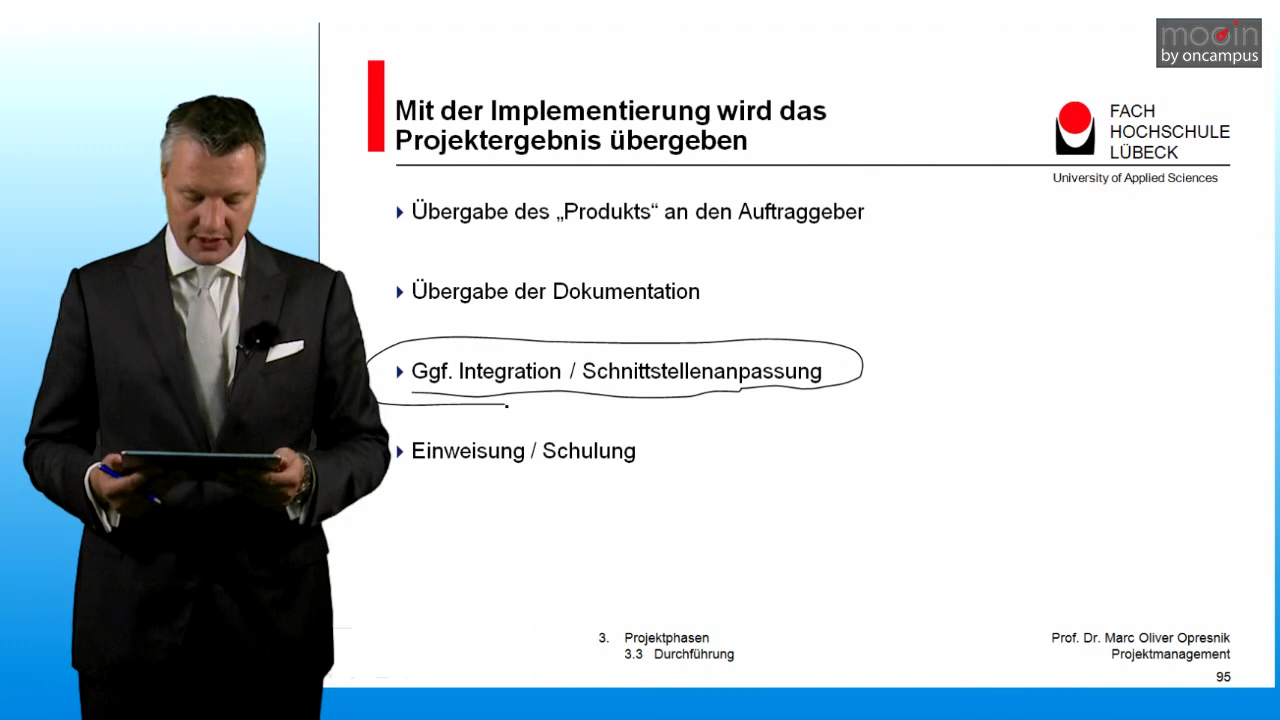 mooin
by oncampus
Mit der Implementierung wird das
Projektergebnis übergeben
FACH
HOCHSCHULE
LÜBECK
University of Applied Sciences
Übergabe des „Produkts“ an den Auftraggeber
Übergabe der Dokumentation
Ggf. Integration / Schnittstellenanpassung
Einweisung / Schulung
3. Projektphasen
3.3 Durchführung
Prof. Dr. Marc Oliver Opresnik
Projektmanagement
95